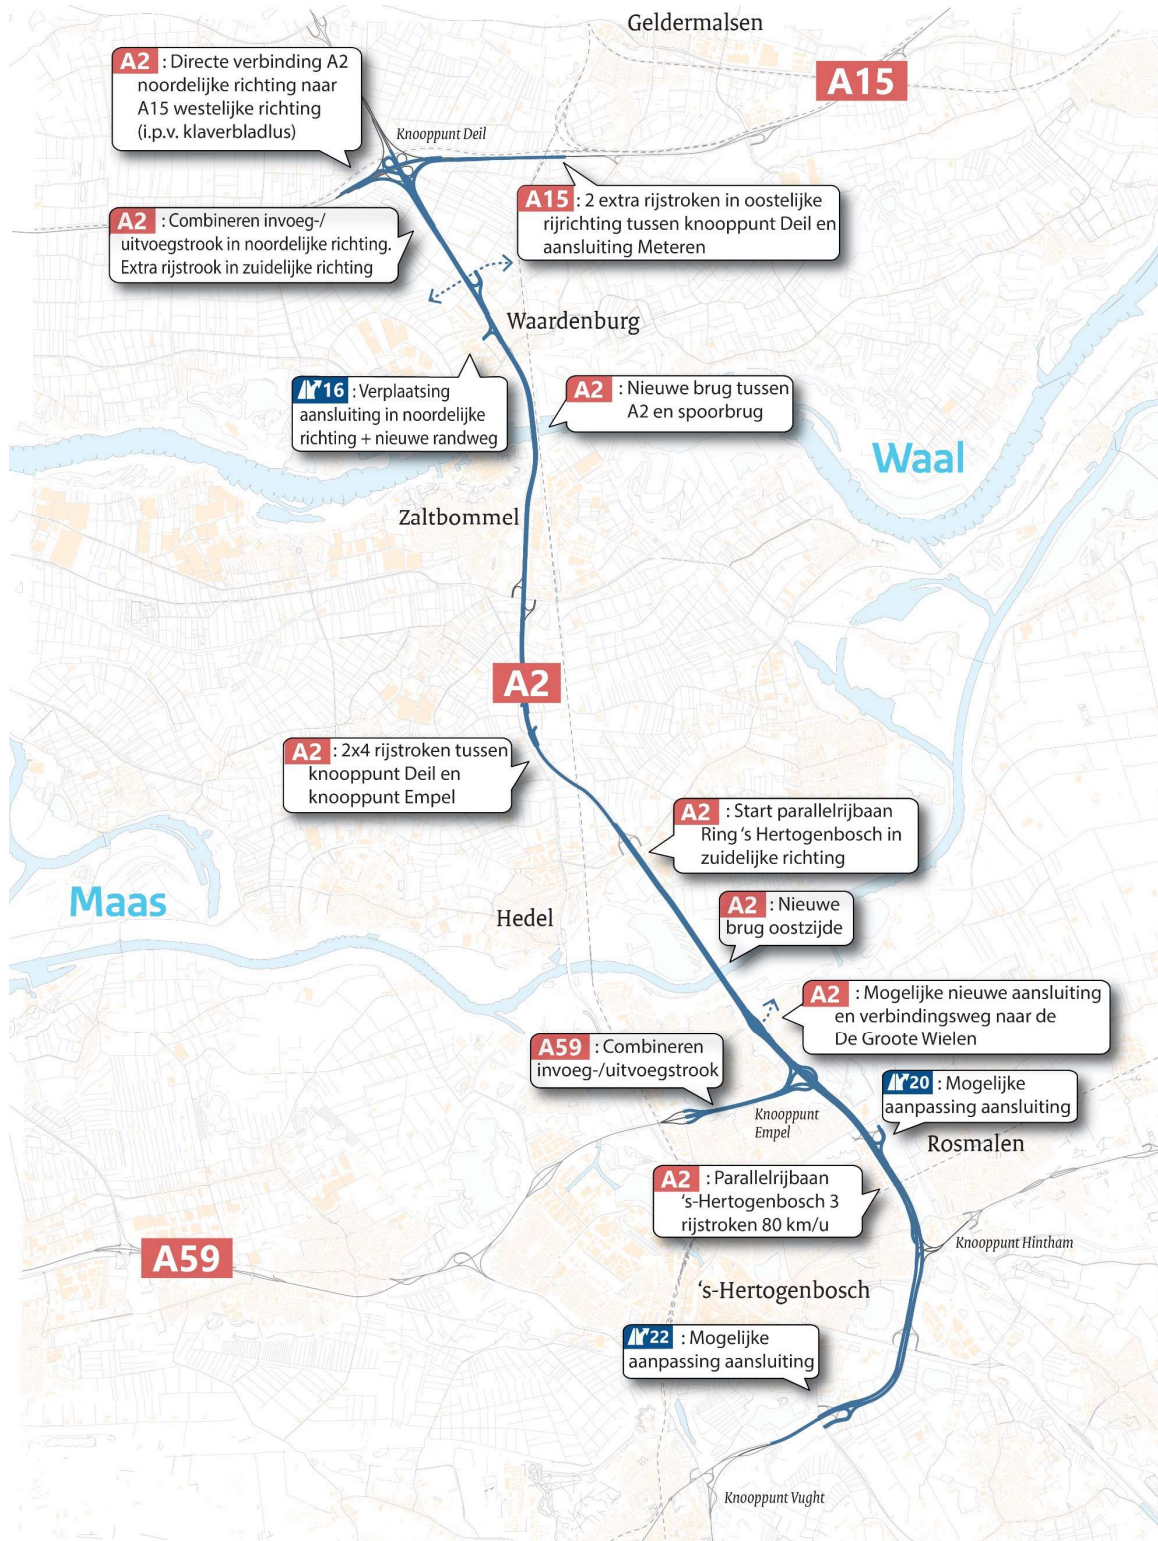 Geldermalsen
A2 : Directe verbinding A2
noordelijke richting naar
A15 westelijke richting
(i.p.v. klaverbladlus)
A15
Knooppunt Deil
A15 : 2 extra rijstroken in oostelijke
rijrichting tussen knooppunt Deil en
aansluiting Meteren
A2 : Combineren invoeg-/
uitvoegstrook in noordelijke richting.
Extra rijstrook in zuidelijke richting
Waardenburg
16 : Verplaatsing
aansluiting in noordelijke
richting + nieuwe randweg
A2 : Nieuwe brug tussen
A2 en spoorbrug
Waal
Zaltbommel
A2
A2 : 2x4 rijstroken tussen
knooppunt Deil en
knooppunt Empel
A2 : Start parallelrijbaan
Ring ‘s Hertogenbosch in
zuidelijke richting
Maas
Hedel
A2 : Nieuwe
brug oostzijde
A2 : Mogelijke nieuwe aansluiting
en verbindingsweg naar de
De Groote Wielen
A59 : Combineren
invoeg-/uitvoegstrook
20 : Mogelijke
aanpassing aansluiting
Knooppunt
Empel
Rosmalen
A2 : Parallelrijbaan
‘s-Hertogenbosch 3
rijstroken 80 km/u
Knooppunt Hintham
A59
‘s-Hertogenbosch
22 : Mogelijke
aanpassing aansluiting
Knooppunt Vught